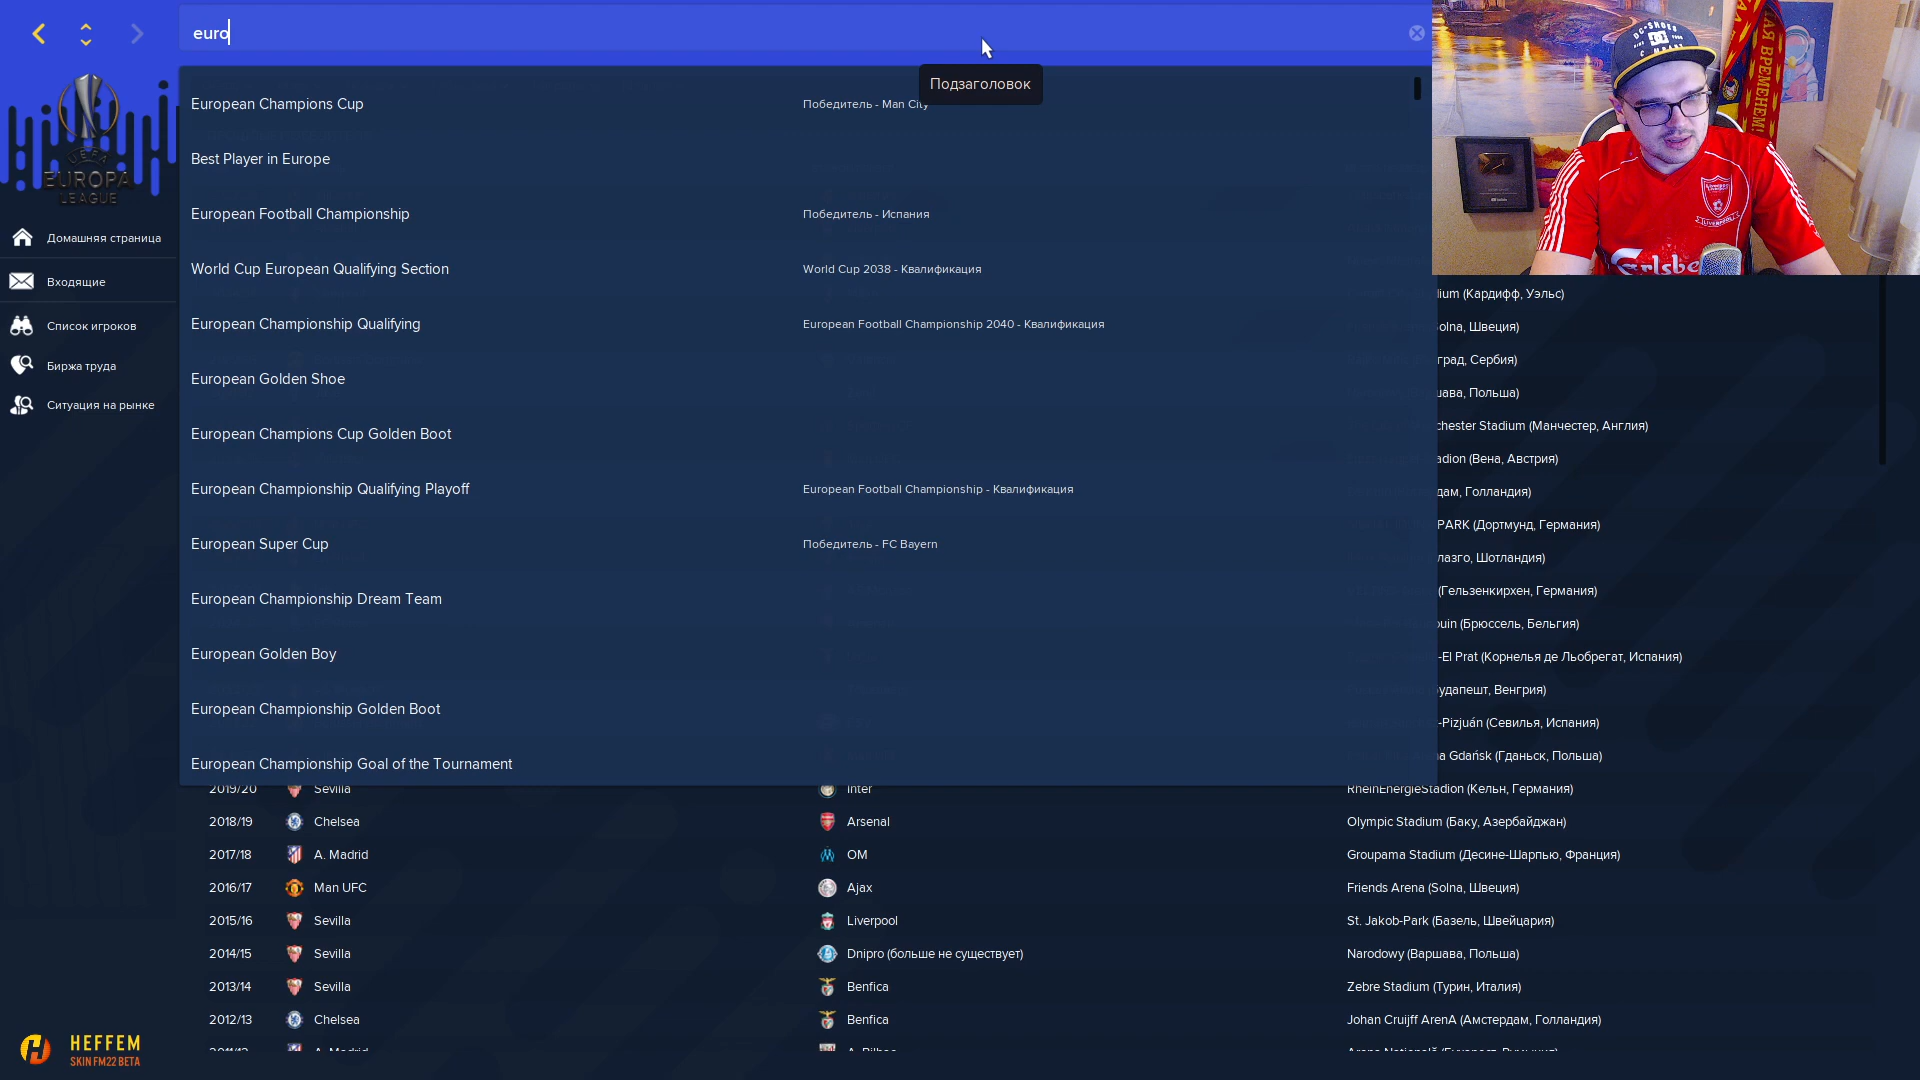 euro
Подзаголовок
European Champions Cup
Победитель - Man City
Best Player in Europe
European Football Championship
Победитель - Испания
World Cup European Qualifying Section
World Cup 2038 - Квалификация
European Championship Qualifying
European Football Championship 2040 - Квалификация
European Golden Shoe
European Champions Cup Golden Boot
European Championship Qualifying Playoff
European Football Championship - Квалификация
European Super Cup
Победитель - FC Bayern
European Championship Dream Team
European Golden Boy
European Championship Golden Boot
European Championship Goal of the Tournament
UEFA
EUROPA
LEAGUE
Домашняя страница
Входящие
Список игроков
Биржа труда
Ситуация на рынке
(Кардифф, Уэльс)
Швеция)
Сербия)
Польша)
Stadium (Манчестер, Англия)
(Вена, Австрия)
Голландия)
PARK (Дортмунд, Германия)
Шотландия)
(Гельзенкирхен, Германия)
(Брюссель, Бельгия)
-El Prat (Корнелья де Льобрегат, Испания)
Венгрия)
-Pizjuán (Севилья, Испания)
Gdańsk (Гданьск, Польша)
2019/20 Sevilla Inter RheinEnergieStadion (Кельн, Германия)
2018/19 Chelsea Arsenal Olympic Stadium (Баку, Азербайджан)
2017/18 A. Madrid OM Groupama Stadium (Десине-Шарпью, Франция)
2016/17 Man UFC Ajax Friends Arena (Solna, Швеция)
2015/16 Sevilla Liverpool St. Jakob-Park (Базель, Швейцария)
2014/15 Sevilla Dnipro (больше не существует) Narodowy (Варшава, Польша)
2013/14 Sevilla Benfica Zebre Stadium (Турин, Италия)
2012/13 Chelsea Benfica Johan Cruijff ArenA (Амстердам, Голландия)
HEFFEM
SKIN FM22 BETA
DC·SHOES
DC
ВРЕМЕНЕМ!
LIVERPOOL
Carlsbe